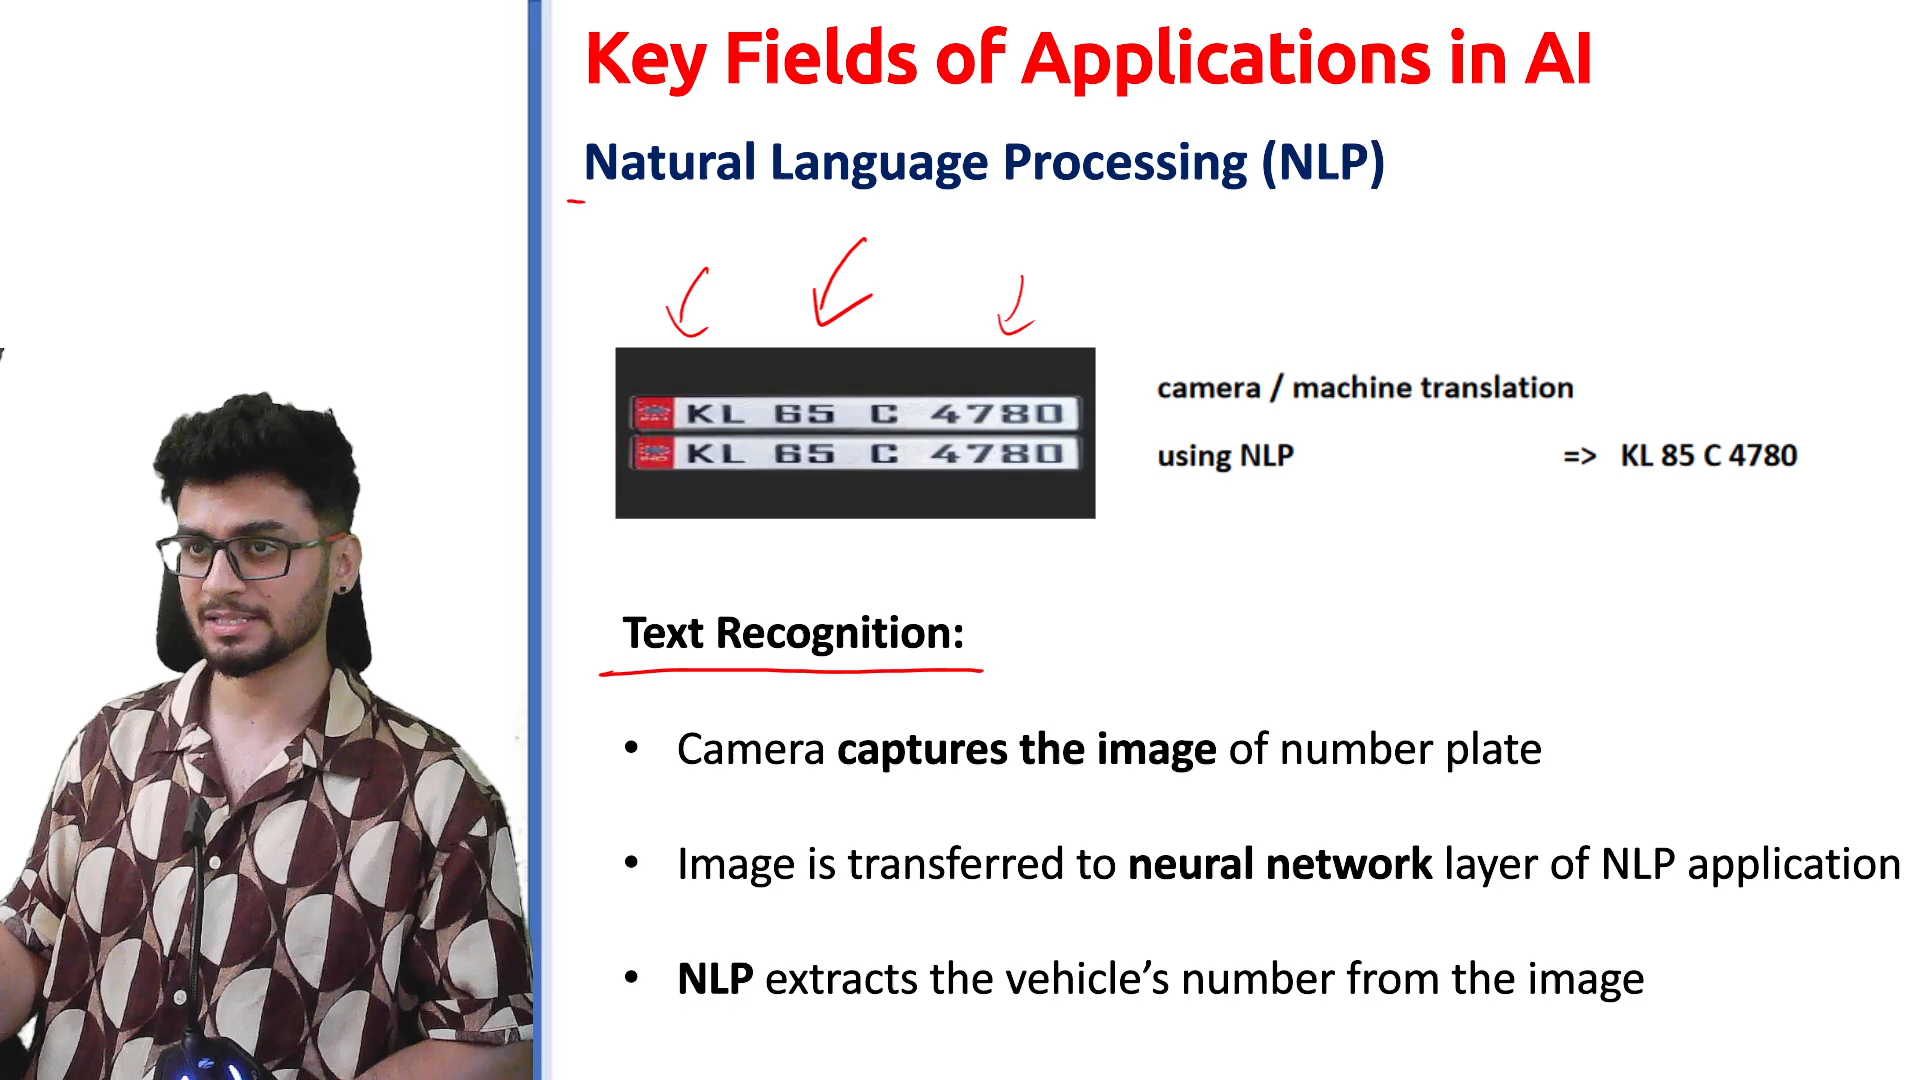 Key Fields of Applications in AI
Natural Language Processing (NLP)
KL 65 C 4780
KL 65 C 4780
camera / machine translation
using NLP => KL 85 C 4780
Text Recognition:
• Camera captures the image of number plate
• Image is transferred to neural network layer of NLP application
• NLP extracts the vehicle’s number from the image